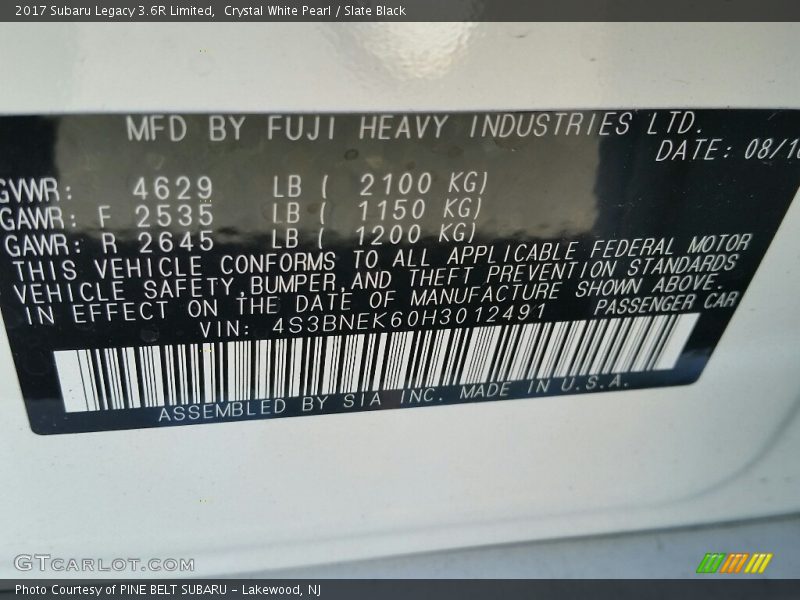 2017 Subaru Legacy 3.6R Limited,  Crystal White Pearl / Slate Black
MFD BY FUJI HEAVY INDUSTRIES LTD.
DATE: 08/16
GVWR: 4629 LB ( 2100 KG)
GAWR: F 2535 LB ( 1150 KG)
GAWR: R 2645 LB ( 1200 KG)
THIS VEHICLE CONFORMS TO ALL APPLICABLE FEDERAL MOTOR
VEHICLE SAFETY,BUMPER,AND THEFT PREVENTION STANDARDS
IN EFFECT ON THE DATE OF MANUFACTURE SHOWN ABOVE.
VIN: 4S3BNEK60H3012491 PASSENGER CAR
ASSEMBLED BY SIA INC. MADE IN U.S.A.
GTCARLOT.COM
Photo Courtesy of PINE BELT SUBARU - Lakewood, NJ